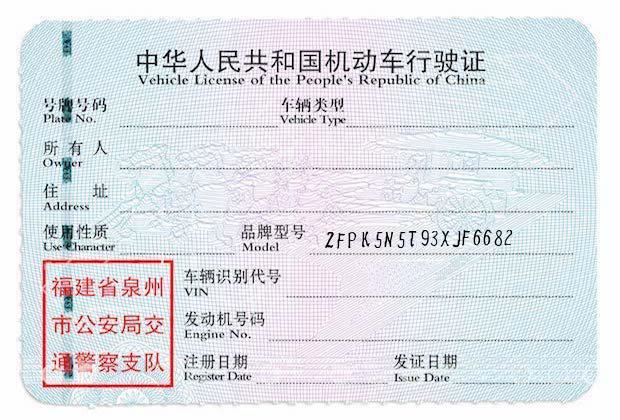 中华人民共和国机动车行驶证
Vehicle License of the People's Republic of China
号牌号码 车辆类型
Plate No. Vehicle Type
所有人
Owner
住址
Address
使用性质 品牌型号 ZFPK5N5T93XJF6682
Use Character Model
福建省泉州
市公安局交
通警察支队
车辆识别代号
VIN
发动机号码
Engine No.
注册日期 发证日期
Register Date Issue Date